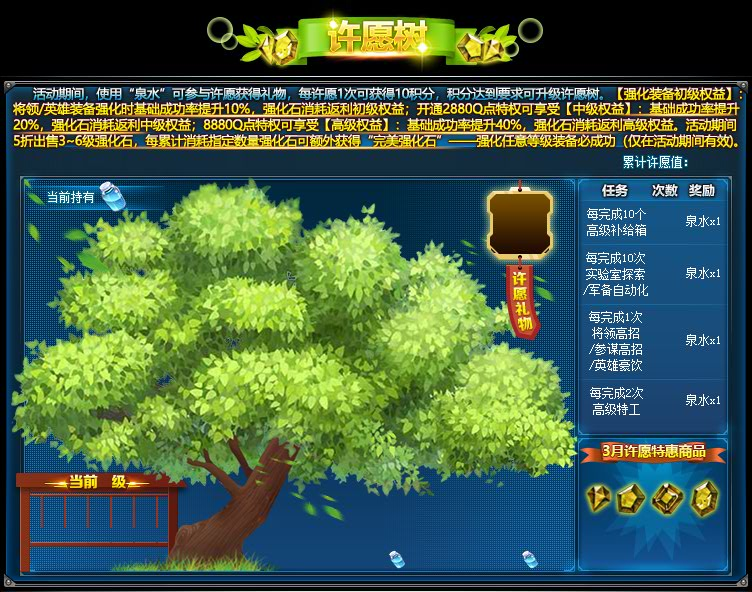 许愿树
活动期间，使用“泉水”可参与许愿获得礼物，每许愿1次可获得10积分，积分达到要求可升级许愿树。【强化装备初级权益】：
将领/英雄装备强化时基础成功率提升10%，强化石消耗返利初级权益；开通2880Q点特权可享受【中级权益】：基础成功率提升
20%，强化石消耗返利中级权益；8880Q点特权可享受【高级权益】：基础成功率提升40%，强化石消耗返利高级权益。活动期间
5折出售3~6级强化石，每累计消耗指定数量强化石可额外获得“完美强化石”——强化任意等级装备必成功（仅在活动期间有效）。
累计许愿值：
当前持有
许愿礼物
任务 次数 奖励
每完成10个
高级补给箱
泉水x1
每完成10次
实验室探索
/军备自动化
泉水x1
每完成1次
将领高招
/参谋高招
/英雄豪饮
泉水x1
每完成2次
高级特工
泉水x1
3月许愿特惠商品
当前 级